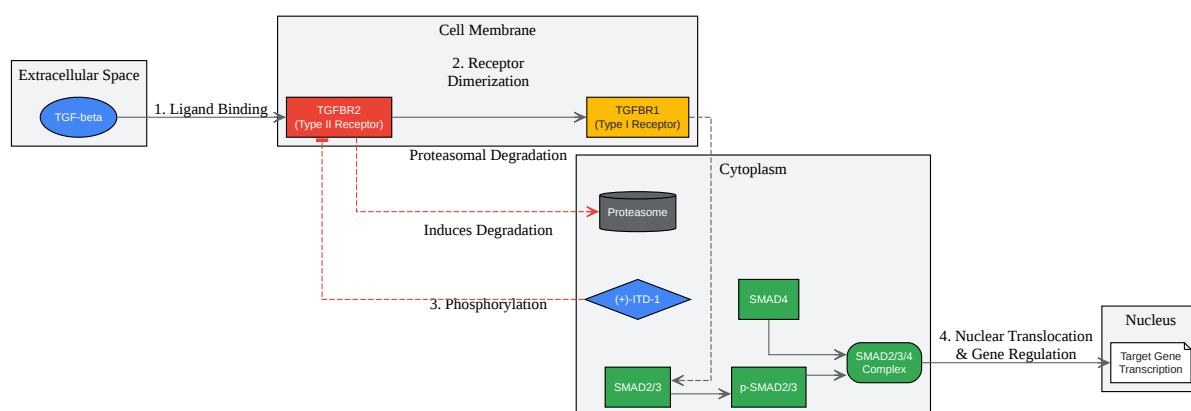 Cell Membrane
2. Receptor
Dimerization
Extracellular Space
TGF-beta
1. Ligand Binding
TGFBR2
(Type II Receptor)
TGFBR1
(Type I Receptor)
Proteasomal Degradation
Cytoplasm
Proteasome
Induces Degradation
3. Phosphorylation
(+)-ITD-1
SMAD4
SMAD2/3
p-SMAD2/3
SMAD2/3/4
Complex
4. Nuclear Translocation
& Gene Regulation
Nucleus
Target Gene
Transcription